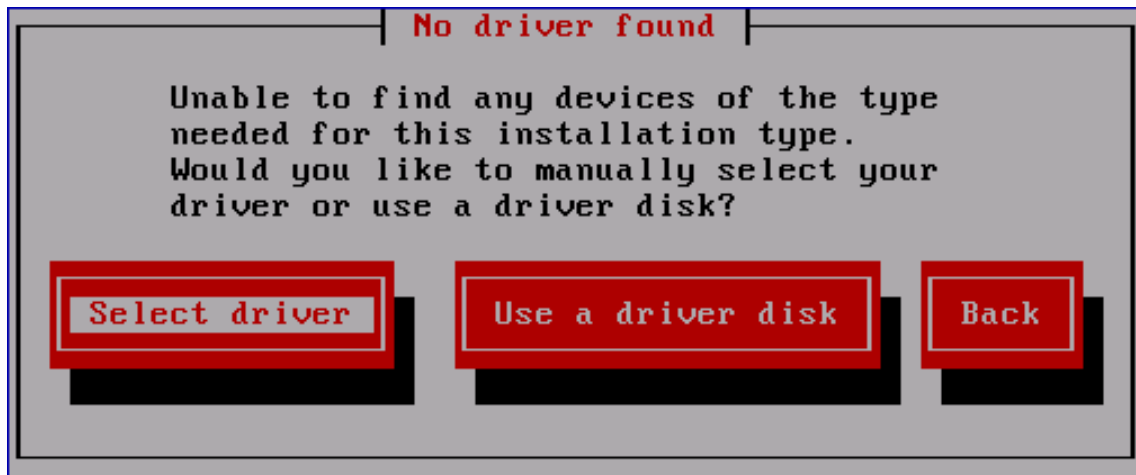 No driver found
Unable to find any devices of the type
needed for this installation type.
Would you like to manually select your
driver or use a driver disk?
Select driver
Use a driver disk
Back